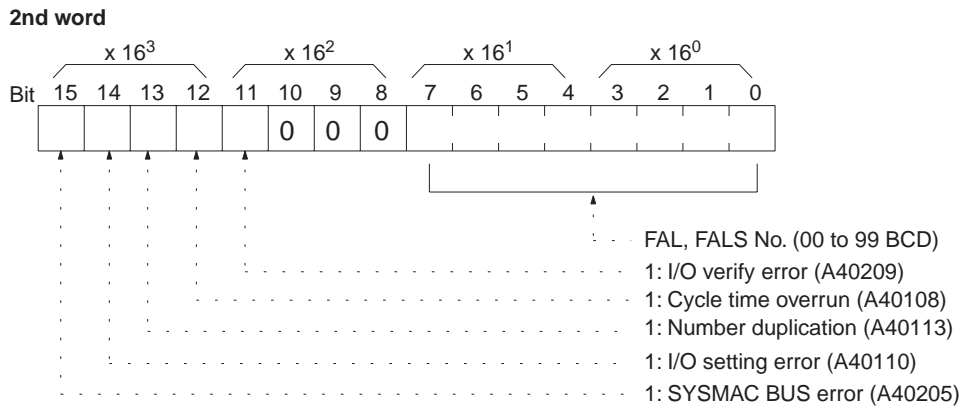 2nd word
x 16³ x 16² x 16¹ x 16⁰
Bit 15 14 13 12 11 10 9 8 7 6 5 4 3 2 1 0
0 0 0
FAL, FALS No. (00 to 99 BCD)
1: I/O verify error (A40209)
1: Cycle time overrun (A40108)
1: Number duplication (A40113)
1: I/O setting error (A40110)
1: SYSMAC BUS error (A40205)